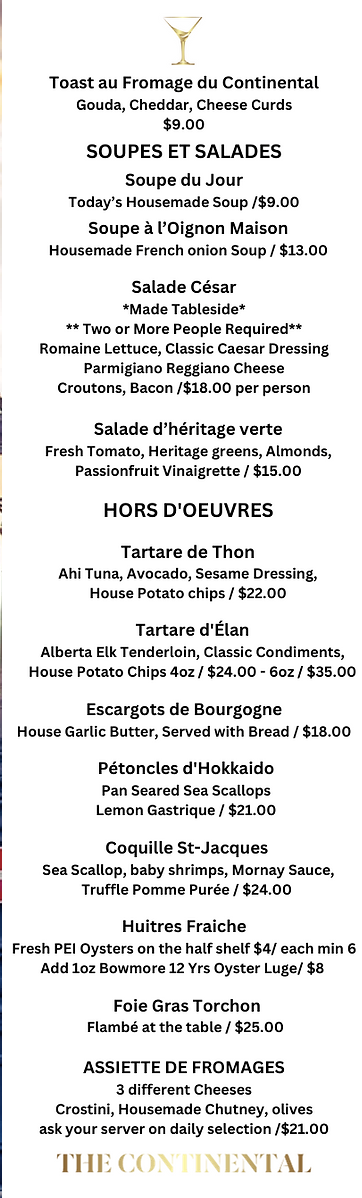 Toast au Fromage du Continental
Gouda, Cheddar, Cheese Curds
$9.00
SOUPES ET SALADES
Soupe du Jour
Today's Housemade Soup /$9.00
Soupe à l'Oignon Maison
Housemade French onion Soup / $13.00
Salade César
*Made Tableside*
** Two or More People Required**
Romaine Lettuce, Classic Caesar Dressing
Parmigiano Reggiano Cheese
Croutons, Bacon /$18.00 per person
Salade d'héritage verte
Fresh Tomato, Heritage greens, Almonds,
Passionfruit Vinaigrette / $15.00
HORS D'OEUVRES
Tartare de Thon
Ahi Tuna, Avocado, Sesame Dressing,
House Potato chips / $22.00
Tartare d'Élan
Alberta Elk Tenderloin, Classic Condiments,
House Potato Chips 4oz / $24.00 - 6oz / $35.00
Escargots de Bourgogne
House Garlic Butter, Served with Bread / $18.00
Pétoncles d'Hokkaido
Pan Seared Sea Scallops
Lemon Gastrique / $21.00
Coquille St-Jacques
Sea Scallop, baby shrimps, Mornay Sauce,
Truffle Pomme Purée / $24.00
Huitres Fraiche
Fresh PEI Oysters on the half shelf $4/ each min 6
Add 1oz Bowmore 12 Yrs Oyster Luge/ $8
Foie Gras Torchon
Flambé at the table / $25.00
ASSIETTE DE FROMAGES
3 different Cheeses
Crostini, Housemade Chutney, olives
ask your server on daily selection /$21.00
THE CONTINENTAL